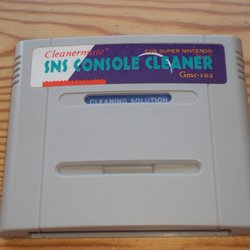 Cleanermate®
FOR SUPER NINTENDO
SNS CONSOLE CLEANER
Gmc-102
CLEANING SOLUTION